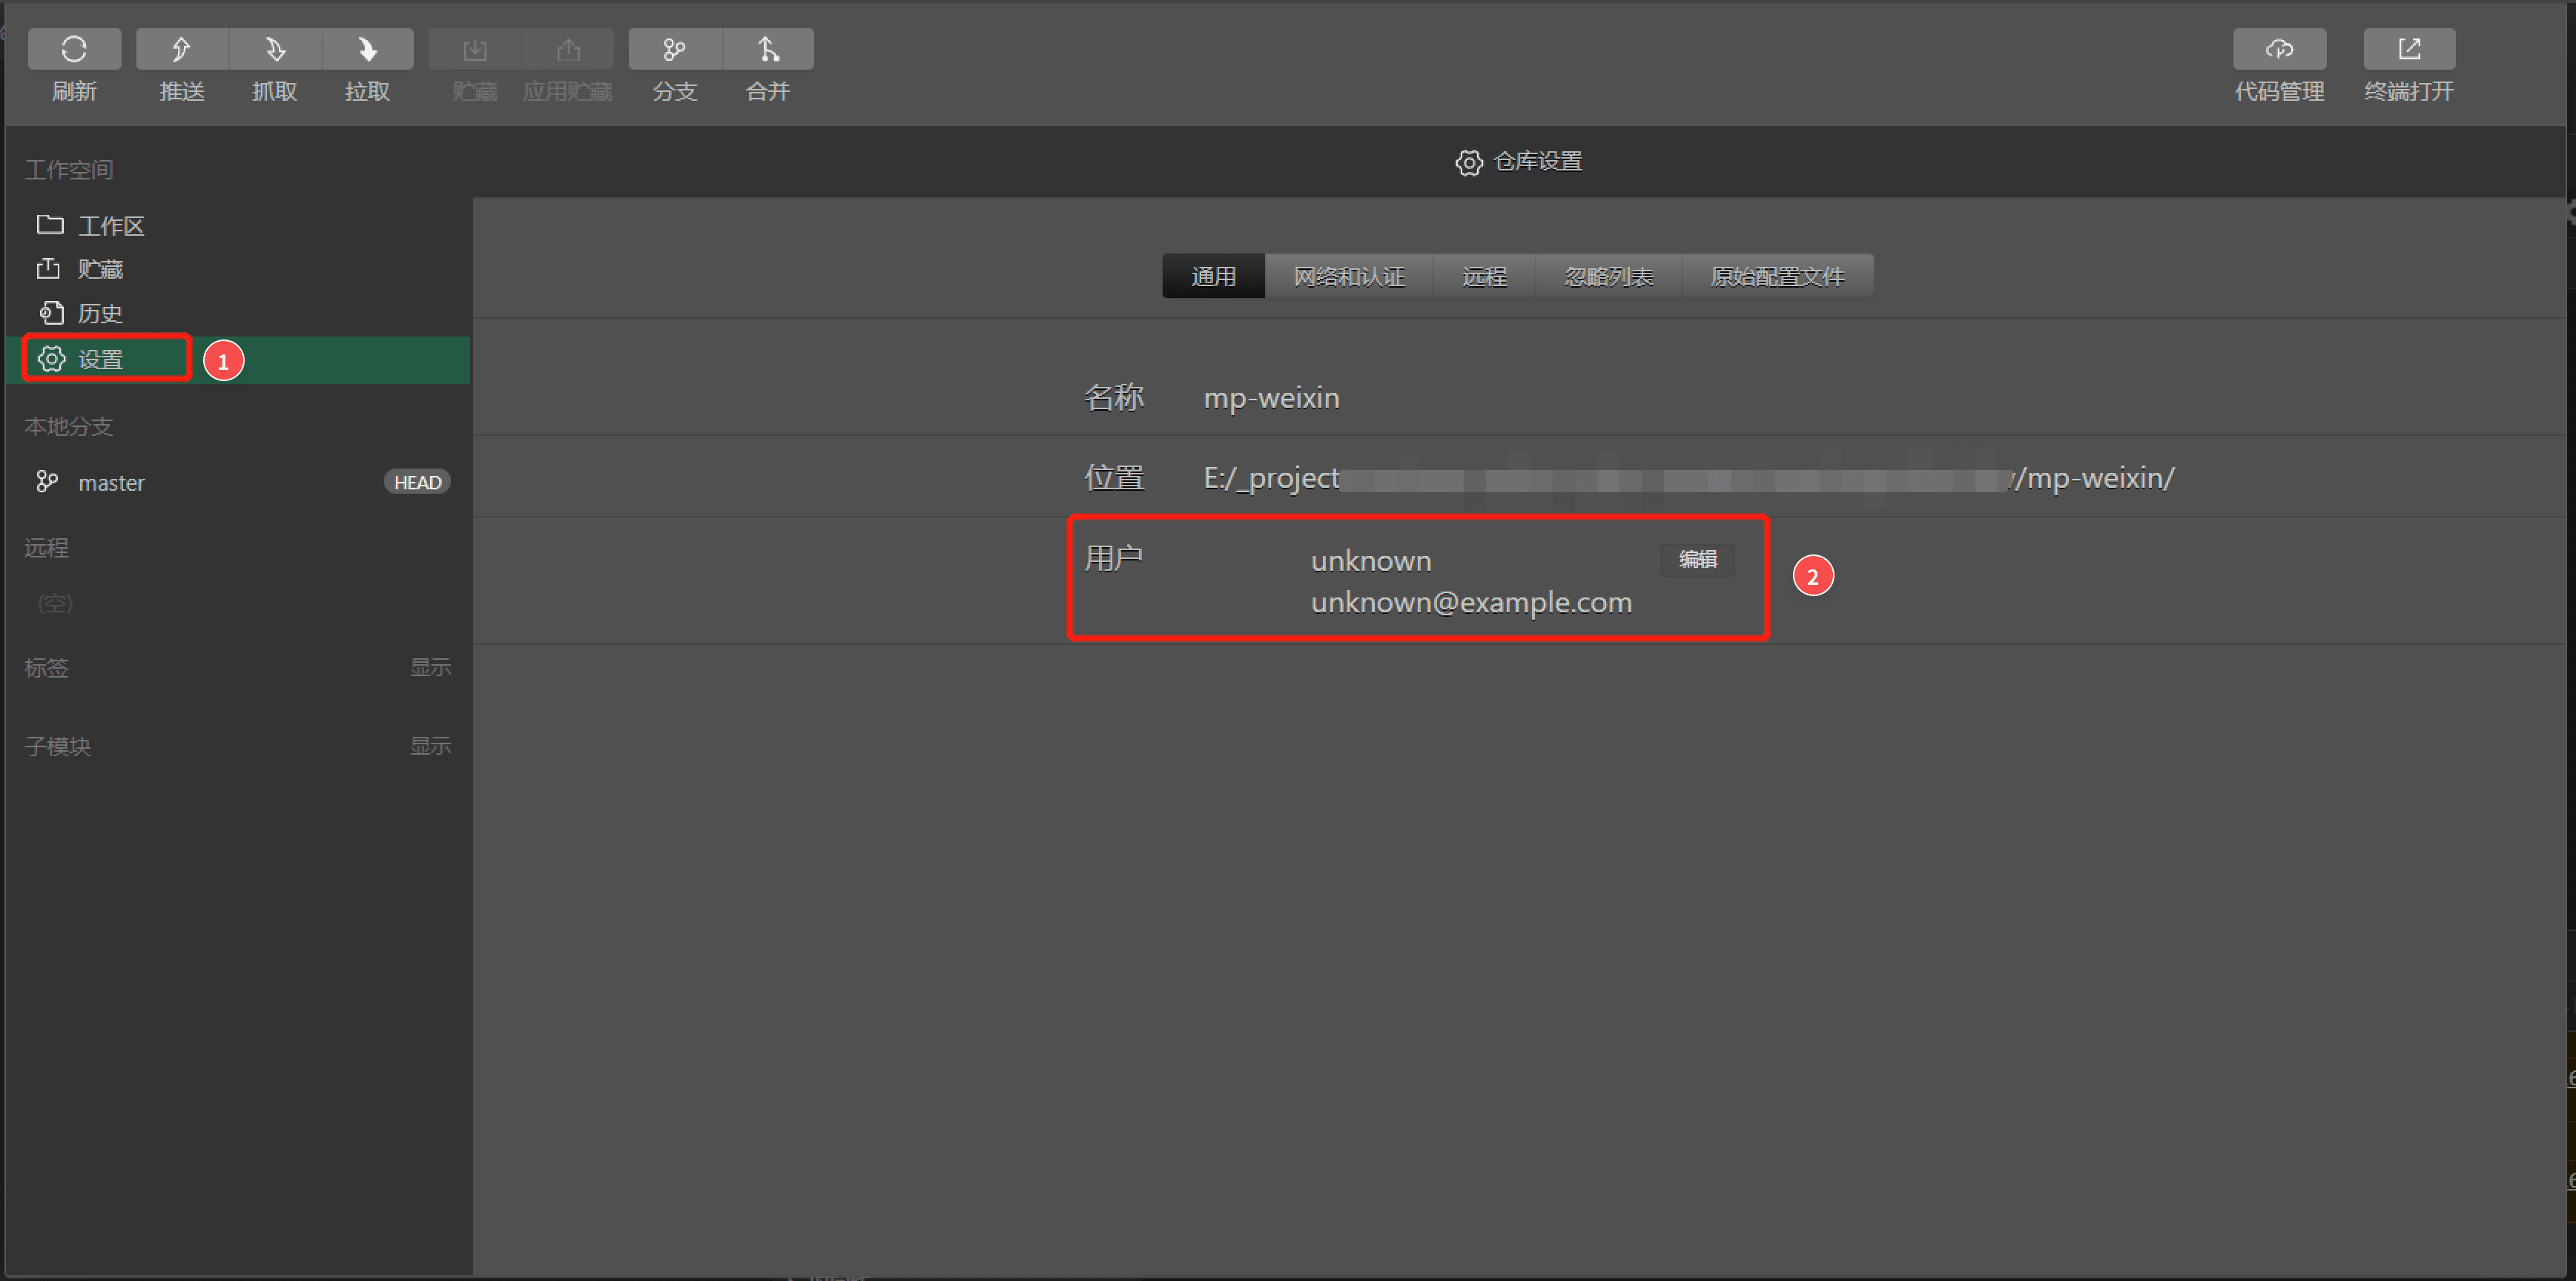 刷新
推送
抓取
拉取
贮藏
应用贮藏
分支
合并
代码管理
终端打开
工作空间
工作区
贮藏
历史
设置
1
本地分支
master
HEAD
远程
(空)
标签
显示
子模块
显示
仓库设置
通用
网络和认证
远程
忽略列表
原始配置文件
名称
mp-weixin
位置
E:/_project
/mp-weixin/
用户
unknown
编辑
unknown@example.com
2